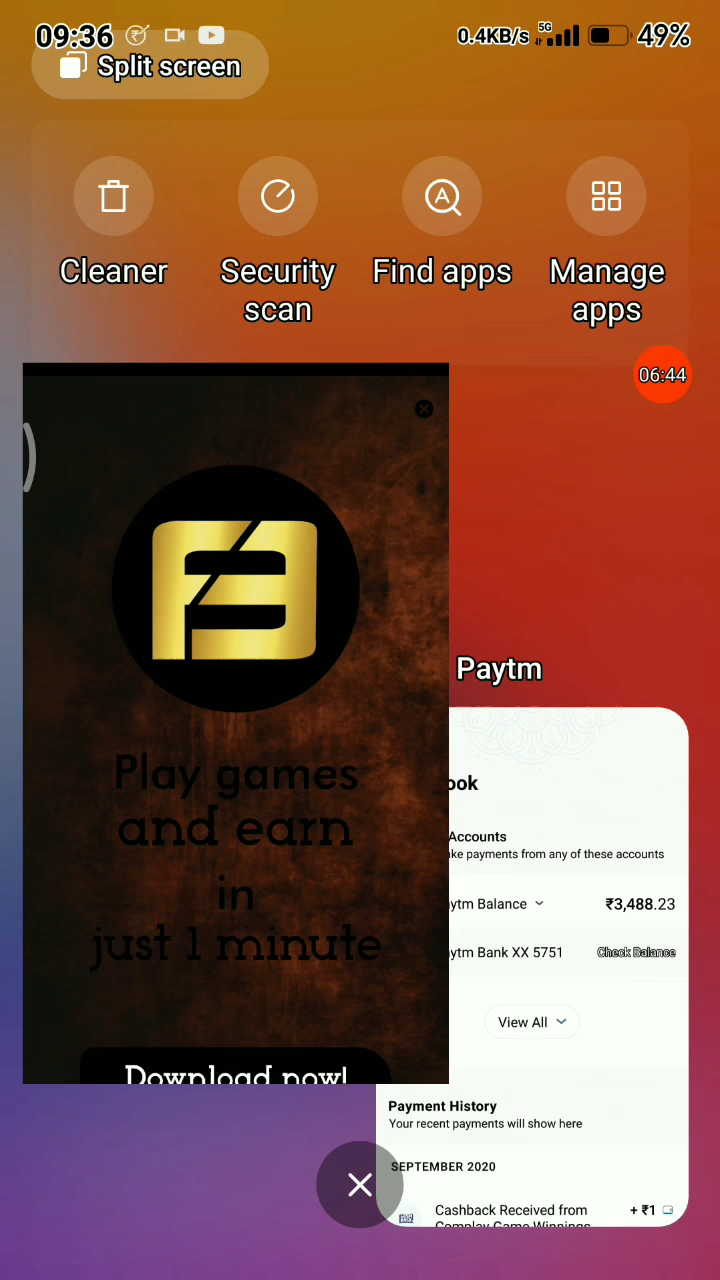 09:36
0.4KB/s 5G 49%
Split screen
Cleaner
Security scan
Find apps
Manage apps
06:44
Play games
and earn
in
just 1 minute
Download now!
Paytm
ook
Accounts
ke payments from any of these accounts
ytm Balance ₹3,488.23
ytm Bank XX 5751 Check Balance
View All
Payment History
Your recent payments will show here
SEPTEMBER 2020
Cashback Received from + ₹1
Complay Game Winnings